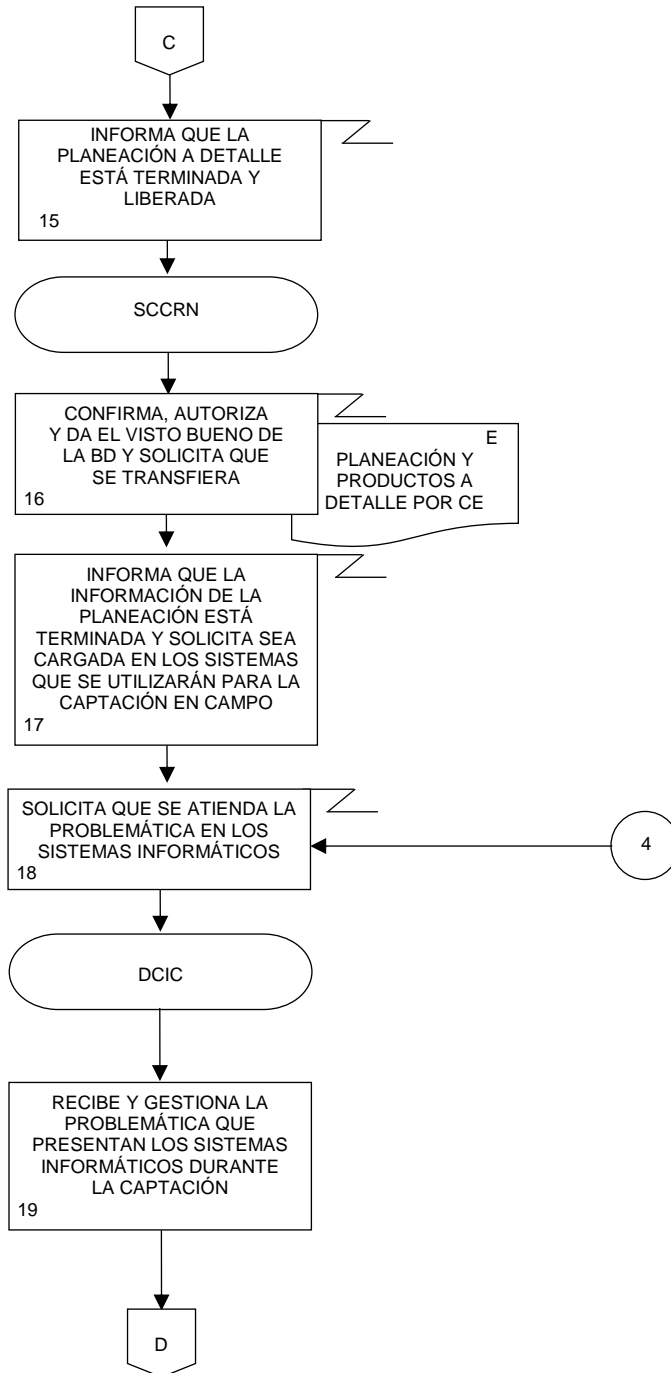 C
INFORMA QUE LA
PLANEACIÓN A DETALLE
ESTÁ TERMINADA Y
LIBERADA
15
SCCRN
CONFIRMA, AUTORIZA
Y DA EL VISTO BUENO DE
LA BD Y SOLICITA QUE
SE TRANSFIERA
16
E
PLANEACIÓN Y
PRODUCTOS A
DETALLE POR CE
INFORMA QUE LA
INFORMACIÓN DE LA
PLANEACIÓN ESTÁ
TERMINADA Y SOLICITA SEA
CARGADA EN LOS SISTEMAS
QUE SE UTILIZARÁN PARA LA
CAPTACIÓN EN CAMPO
17
SOLICITA QUE SE ATIENDA LA
PROBLEMÁTICA EN LOS
SISTEMAS INFORMÁTICOS
18
4
DCIC
RECIBE Y GESTIONA LA
PROBLEMÁTICA QUE
PRESENTAN LOS SISTEMAS
INFORMÁTICOS DURANTE
LA CAPTACIÓN
19
D